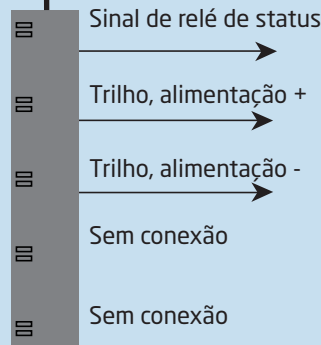 Sinal de relé de status
Trilho, alimentação +
Trilho, alimentação -
Sem conexão
Sem conexão